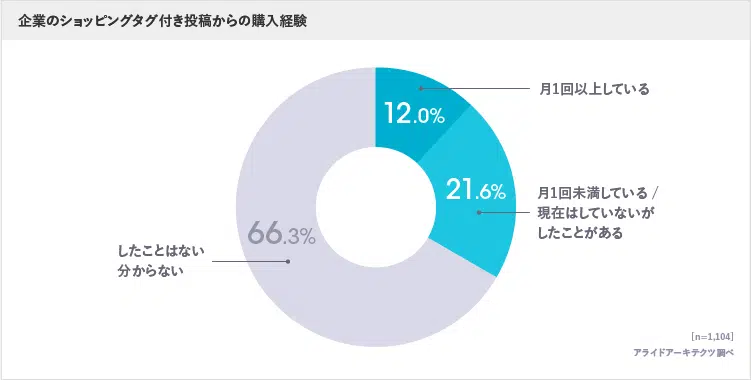 企業のショッピングタグ付き投稿からの購入経験
月1回以上している
12.0%
月1回未満している /
現在はしていないが
したことがある
21.6%
66.3%
したことはない
分からない
[n=1,104]
アライドアーキテクツ調べ